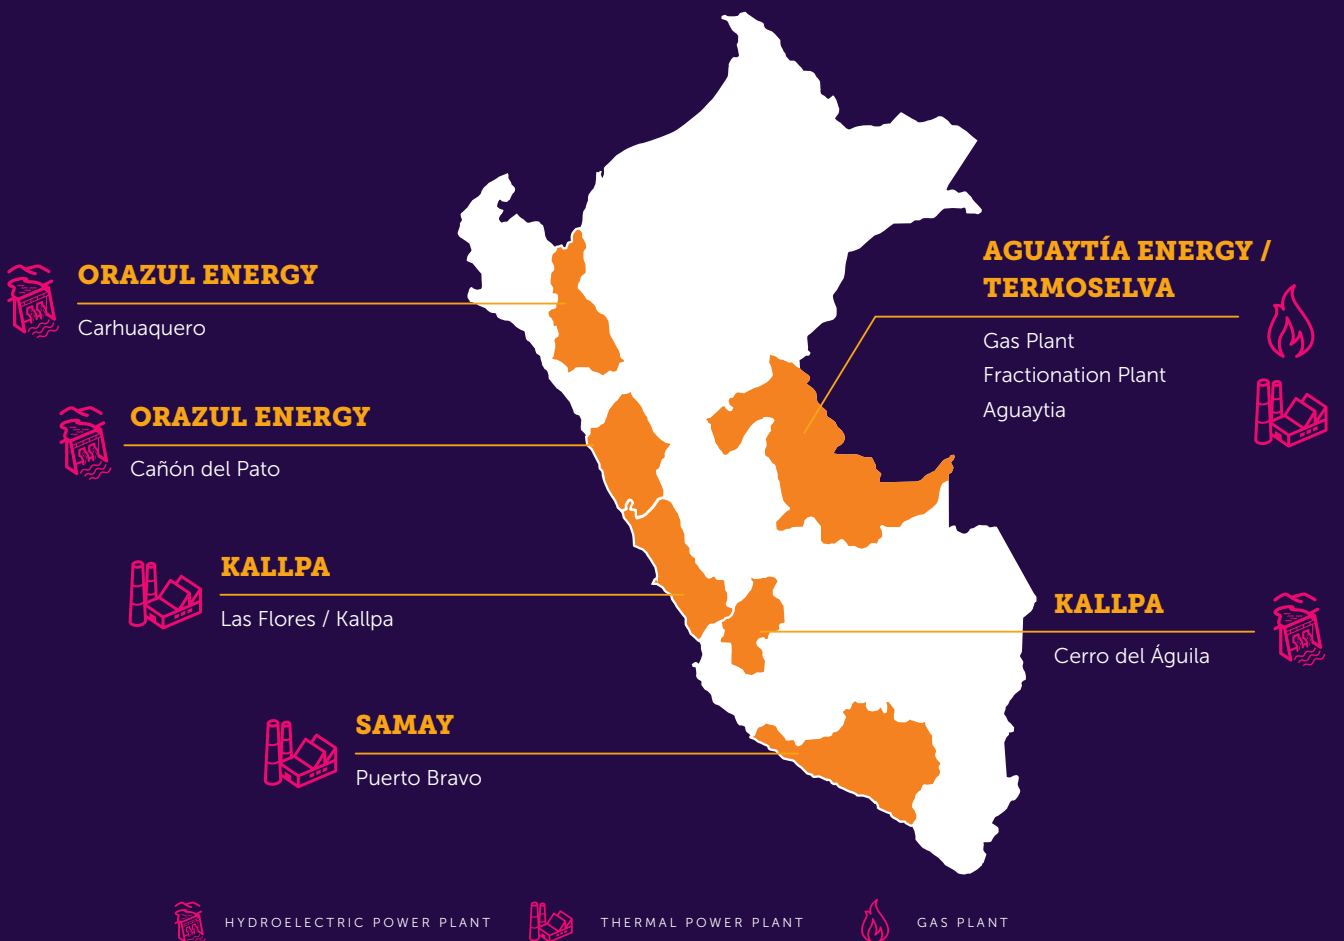 ORAZUL ENERGY
Carhuaquero
ORAZUL ENERGY
Cañón del Pato
KALLPA
Las Flores / Kallpa
SAMAY
Puerto Bravo
AGUAYTÍA ENERGY /
TERMOSELVA
Gas Plant
Fractionation Plant
Aguaytia
KALLPA
Cerro del Águila
HYDROELECTRIC POWER PLANT
THERMAL POWER PLANT
GAS PLANT